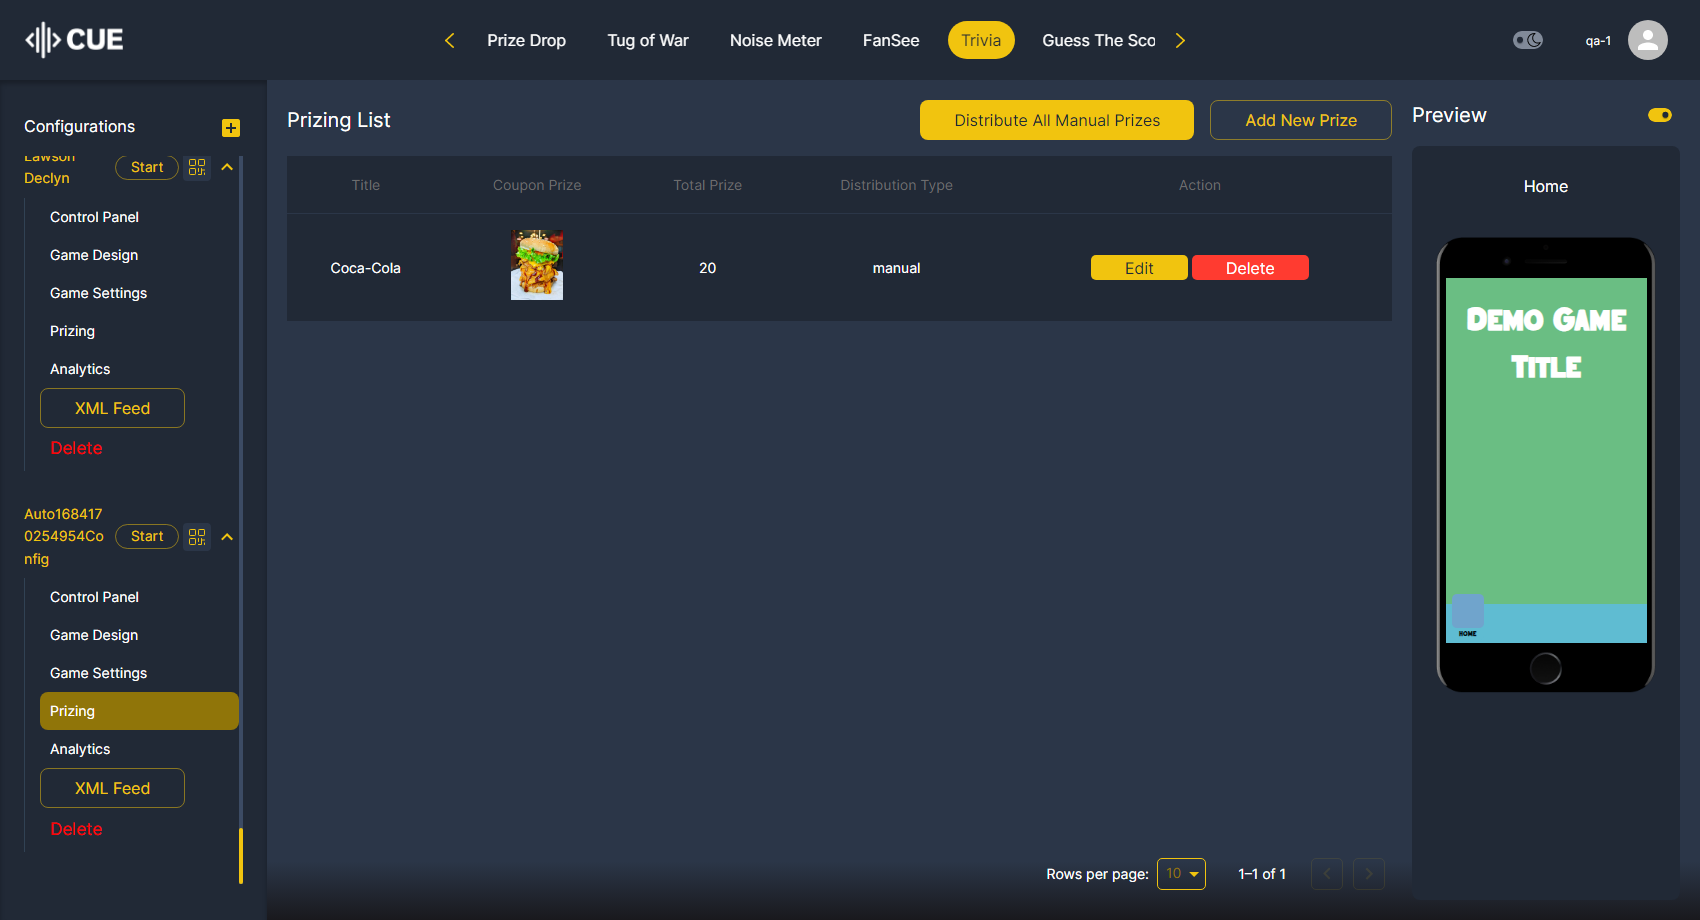 CUE
Prize Drop
Tug of War
Noise Meter
FanSee
Trivia
Guess The Sco
qa-1
Configurations
Lawson
Declyn
Start
Control Panel
Game Design
Game Settings
Prizing
Analytics
XML Feed
Delete
Auto168417
0254954Co
nfig
Start
Control Panel
Game Design
Game Settings
Prizing
Analytics
XML Feed
Delete
Prizing List
Distribute All Manual Prizes
Add New Prize
Title
Coupon Prize
Total Prize
Distribution Type
Action
Coca-Cola
20
manual
Edit
Delete
Rows per page:
10
1–1 of 1
Preview
Home
Demo Game
Title
HOME